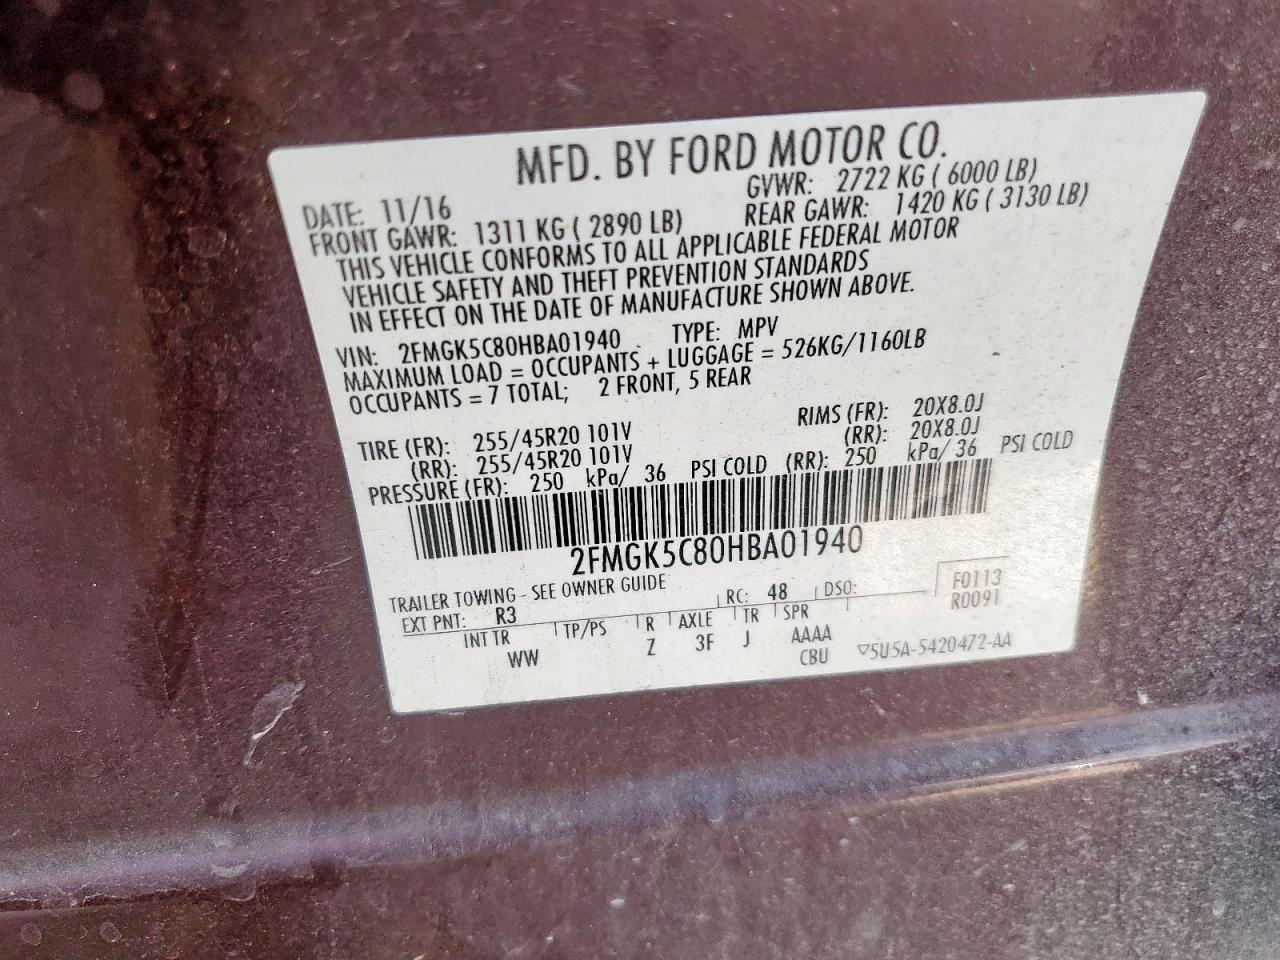 MFD. BY FORD MOTOR CO.
DATE: 11/16 GVWR: 2722 KG ( 6000 LB)
FRONT GAWR: 1311 KG ( 2890 LB) REAR GAWR: 1420 KG ( 3130 LB)
THIS VEHICLE CONFORMS TO ALL APPLICABLE FEDERAL MOTOR
VEHICLE SAFETY AND THEFT PREVENTION STANDARDS
IN EFFECT ON THE DATE OF MANUFACTURE SHOWN ABOVE.
VIN: 2FMGK5C80HBA01940 TYPE: MPV
MAXIMUM LOAD = OCCUPANTS + LUGGAGE = 526KG/1160LB
OCCUPANTS = 7 TOTAL; 2 FRONT, 5 REAR
TIRE (FR): 255/45R20 101V RIMS (FR): 20X8.0J
(RR): 255/45R20 101V (RR): 20X8.0J
PRESSURE (FR): 250 kPa/ 36 PSI COLD (RR): 250 kPa/ 36 PSI COLD
2FMGK5C80HBA01940
TRAILER TOWING - SEE OWNER GUIDE
EXT PNT: R3 RC: 48 DSO: F0113
R0091
INT TR TP/PS R AXLE TR SPR
WW Z 3F J AAAA
CBU ▽5U5A-5420472-AA